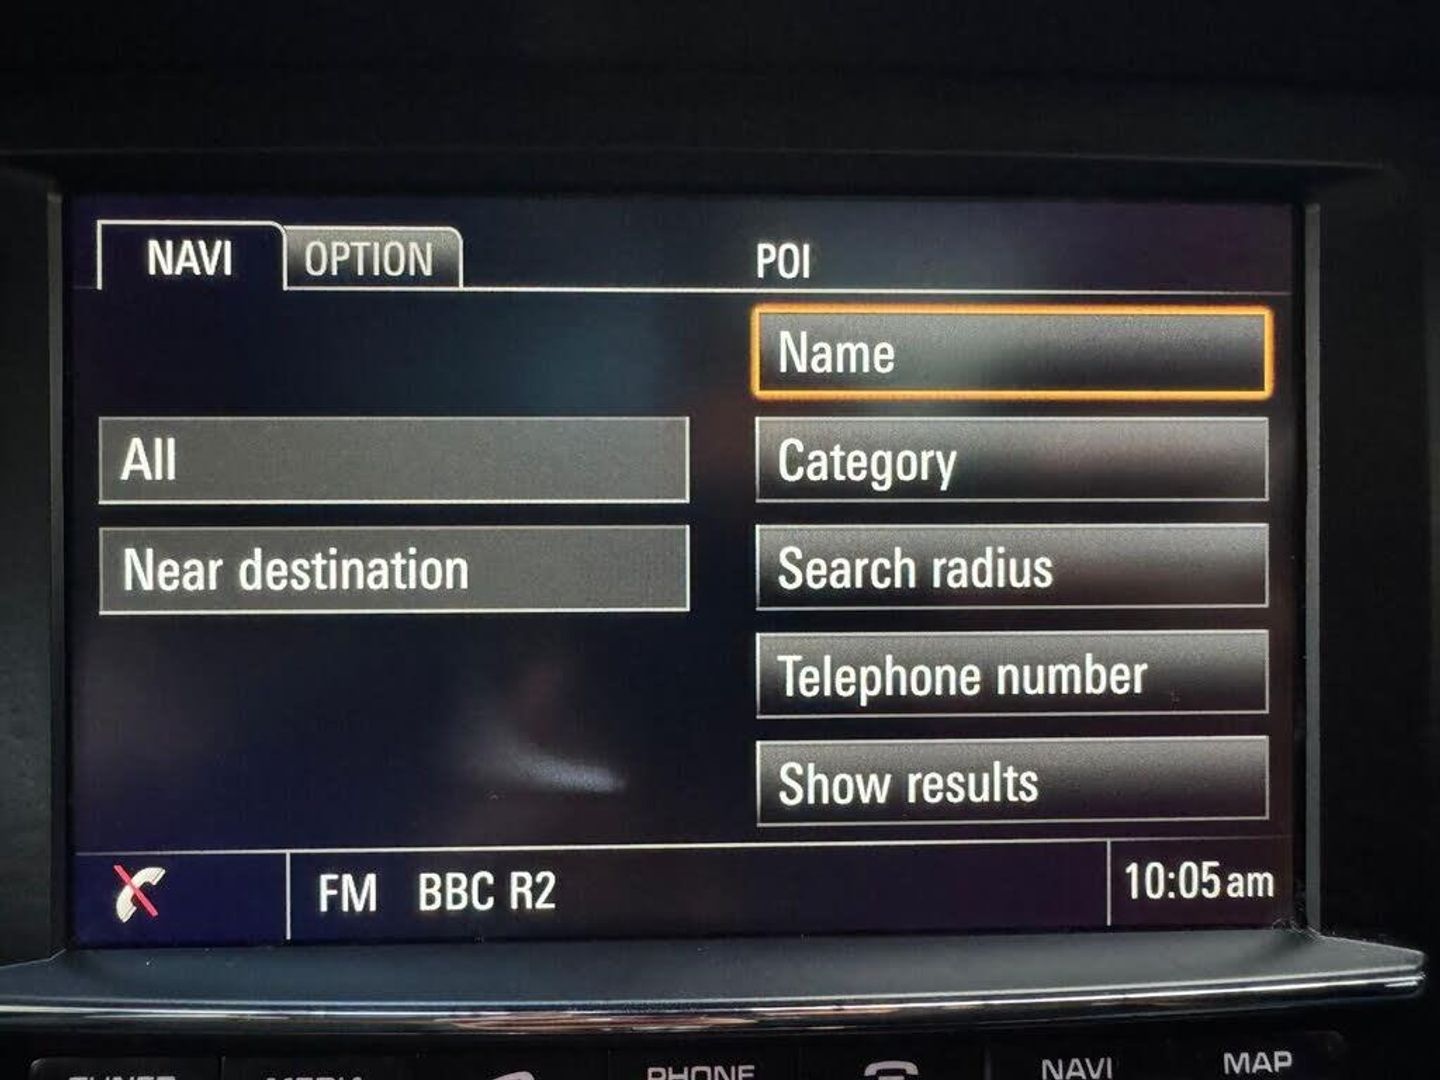 NAVI OPTION POI
Name
All Category
Near destination Search radius
Telephone number
Show results
FM BBC R2 10:05am
PHONE NAVI MAP